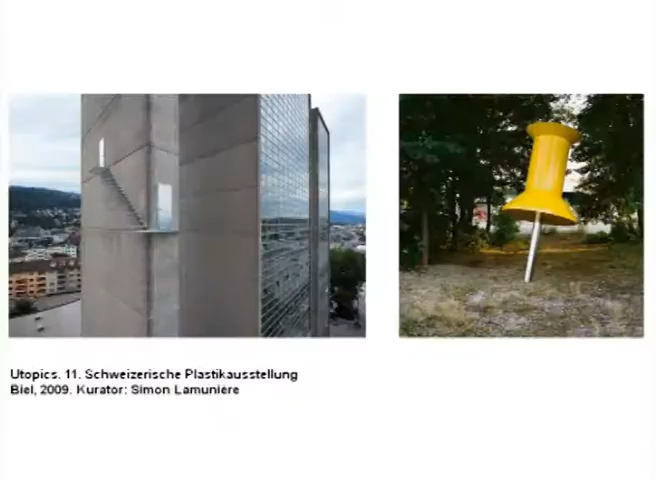 Utopics. 11. Schweizerische Plastikausstellung
Biel, 2009. Kurator: Simon Lamuniere